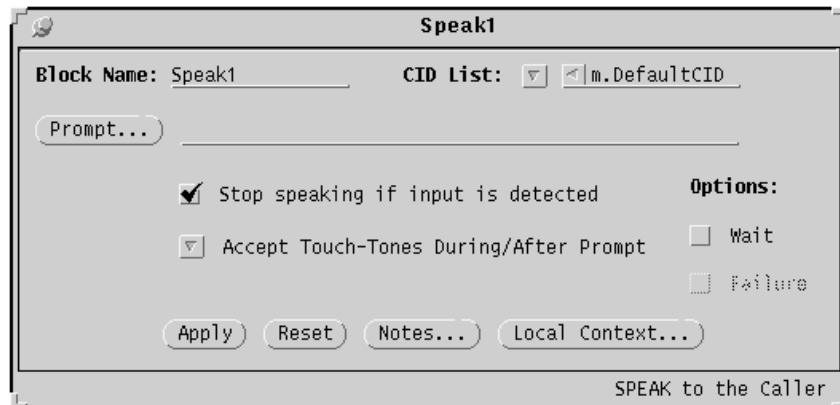 Speak1
Block Name: Speak1 CID List: m.DefaultCID
Prompt...
Stop speaking if input is detected
Options:
Accept Touch-Tones During/After Prompt
Wait
Failure
Apply Reset Notes... Local Context...
SPEAK to the Caller